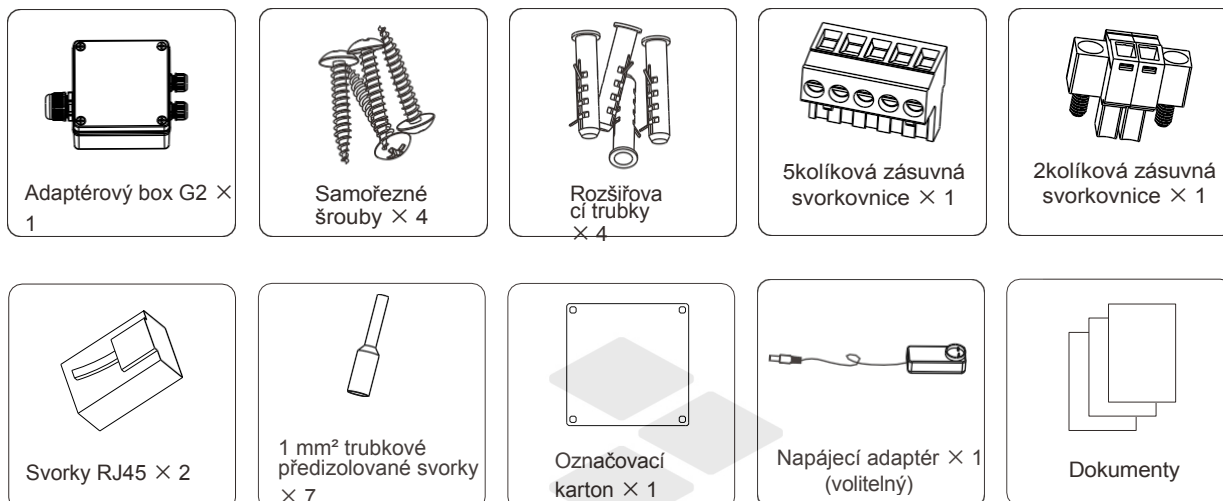 Adaptérový box G2 ×
1
Samořezné
šrouby × 4
Rozšiřova
cí trubky
× 4
5kolíková zásuvná
svorkovnice × 1
2kolíková zásuvná
svorkovnice × 1
Svorky RJ45 × 2
1 mm² trubkové
předizolované svorky
× 7
Označovací
karton × 1
Napájecí adaptér × 1
(volitelný)
Dokumenty